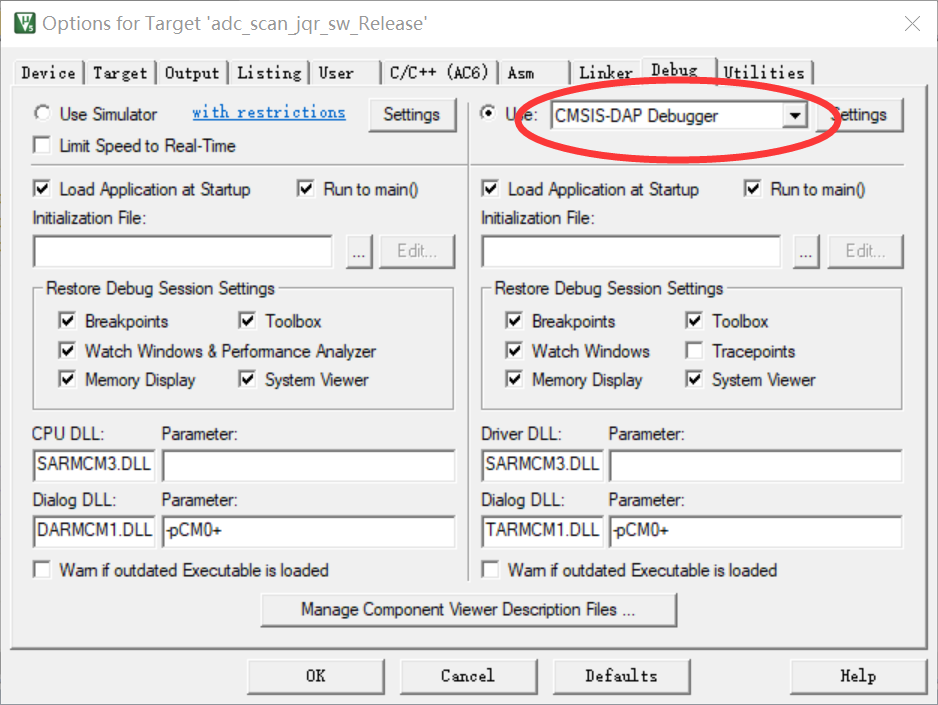 Options for Target 'adc_scan_jqr_sw_Release'
Device Target Output Listing User C/C++ (AC6) Asm Linker Debug Utilities
Use Simulator with restrictions Settings Use: CMSIS-DAP Debugger Settings
Limit Speed to Real-Time
Load Application at Startup Run to main() Load Application at Startup Run to main()
Initialization File: Initialization File:
... Edit... ... Edit...
Restore Debug Session Settings Restore Debug Session Settings
Breakpoints Toolbox Breakpoints Toolbox
Watch Windows & Performance Analyzer Watch Windows Tracepoints
Memory Display System Viewer Memory Display System Viewer
CPU DLL: Parameter: Driver DLL: Parameter:
SARMCM3.DLL SARMCM3.DLL
Dialog DLL: Parameter: Dialog DLL: Parameter:
DARMCM1.DLL -pCM0+ TARMCM1.DLL -pCM0+
Warn if outdated Executable is loaded Warn if outdated Executable is loaded
Manage Component Viewer Description Files ...
OK Cancel Defaults Help